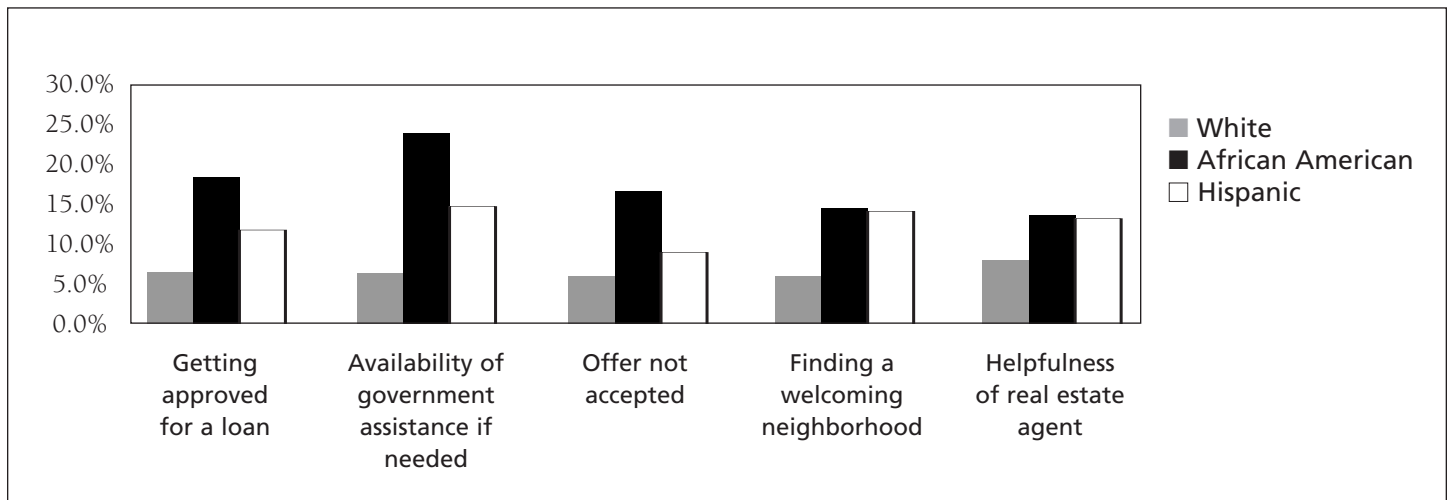 30.0%
25.0%
20.0%
15.0%
10.0%
5.0%
0.0%
White
African American
Hispanic
Getting
approved
for a loan
Availability of
government
assistance if
needed
Offer not
accepted
Finding a
welcoming
neighborhood
Helpfulness
of real estate
agent